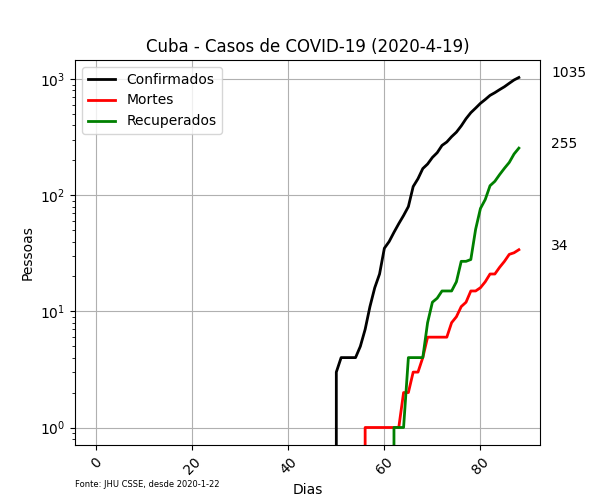 Cuba - Casos de COVID-19 (2020-4-19)
Confirmados
Mortes
Recuperados
10³
10²
10¹
10⁰
Pessoas
1035
255
34
0 20 40 60 80
Dias
Fonte: JHU CSSE, desde 2020-1-22